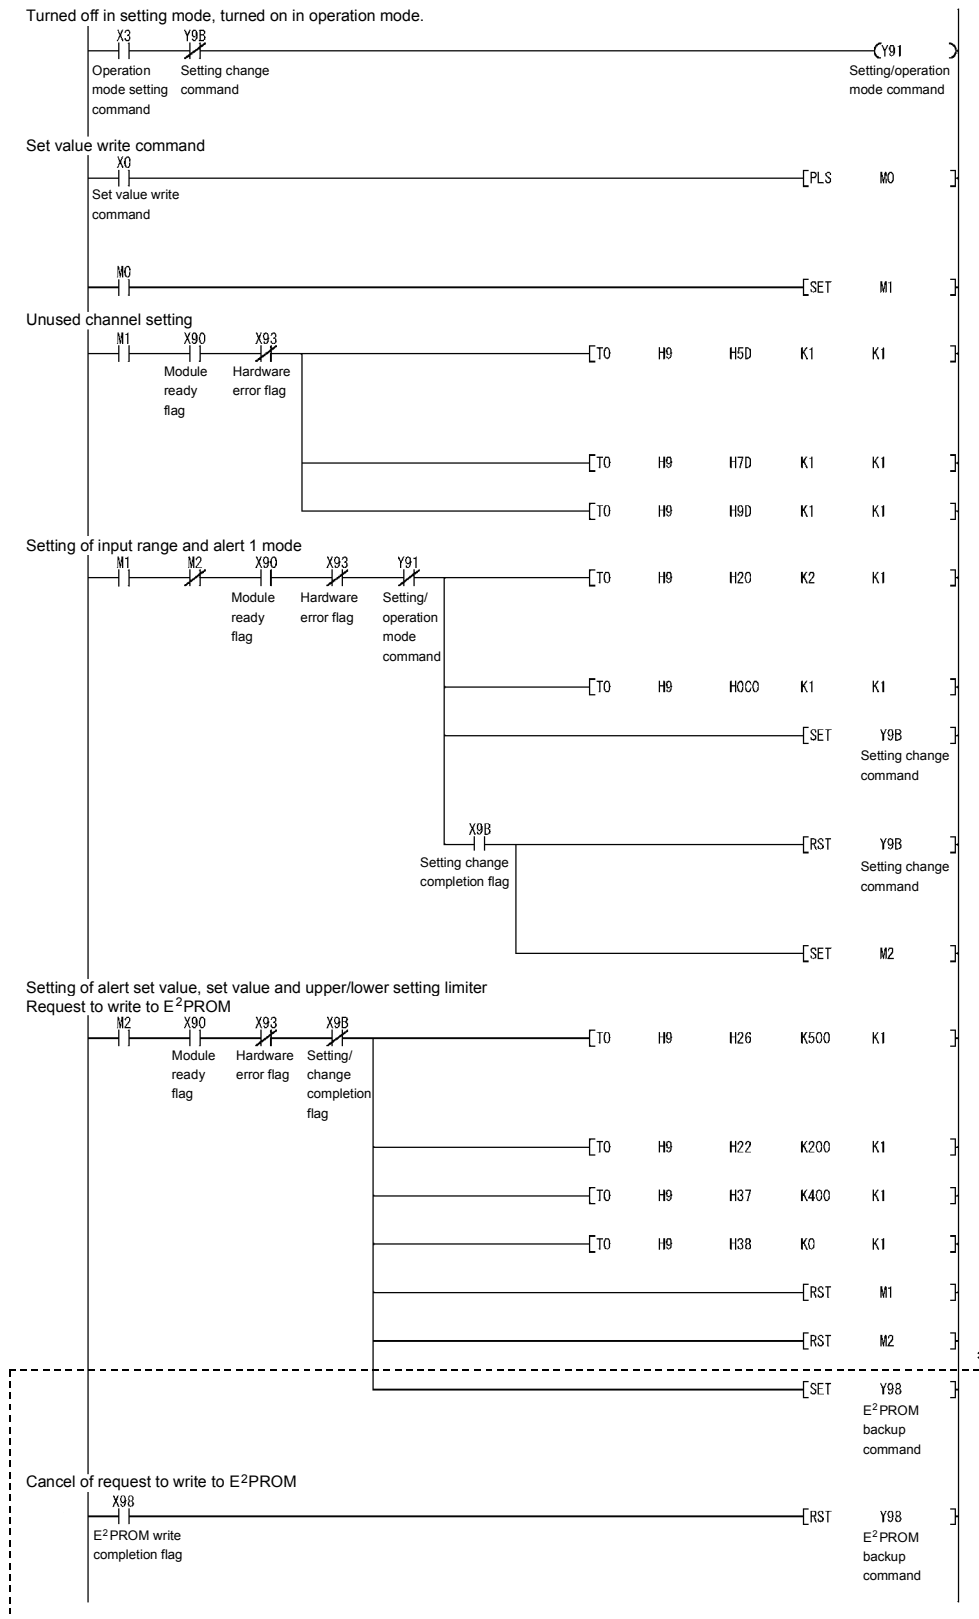 Turned off in setting mode, turned on in operation mode.
X3 Y9B
(Y91 )
Operation mode setting command
Setting change command
Setting/operation mode command
Set value write command
X0
[PLS M0 ]
Set value write command
M0
[SET M1 ]
Unused channel setting
M1 X90 X93
[TO H9 H5D K1 K1 ]
Module ready flag
Hardware error flag
[TO H9 H7D K1 K1 ]
[TO H9 H9D K1 K1 ]
Setting of input range and alert 1 mode
M1 M2 X90 X93 Y91
[TO H9 H20 K2 K1 ]
Module ready flag
Hardware error flag
Setting/ operation mode command
[TO H9 H0C0 K1 K1 ]
[SET Y9B ]
Setting change command
X9B
[RST Y9B ]
Setting change completion flag
Setting change command
[SET M2 ]
Setting of alert set value, set value and upper/lower setting limiter
Request to write to E²PROM
M2 X90 X93 X9B
[TO H9 H26 K500 K1 ]
Module ready flag
Hardware error flag
Setting/ change completion flag
[TO H9 H22 K200 K1 ]
[TO H9 H37 K400 K1 ]
[TO H9 H38 K0 K1 ]
[RST M1 ]
[RST M2 ]
[SET Y98 ]
E²PROM backup command
Cancel of request to write to E²PROM
X98
[RST Y98 ]
E²PROM write completion flag
E²PROM backup command